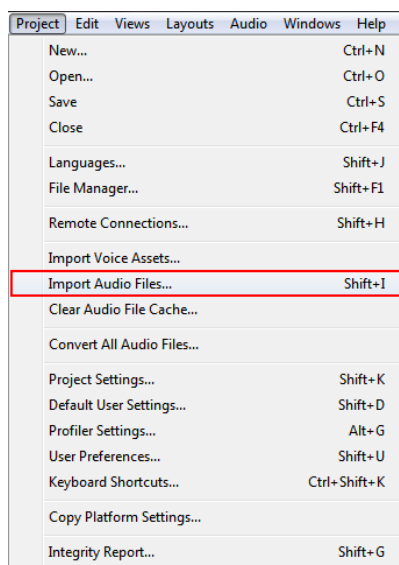 Project Edit Views Layouts Audio Windows Help
New... Ctrl+N
Open... Ctrl+O
Save Ctrl+S
Close Ctrl+F4
Languages... Shift+J
File Manager... Shift+F1
Remote Connections... Shift+H
Import Voice Assets...
Import Audio Files... Shift+I
Clear Audio File Cache...
Convert All Audio Files...
Project Settings... Shift+K
Default User Settings... Shift+D
Profiler Settings... Alt+G
User Preferences... Shift+U
Keyboard Shortcuts... Ctrl+Shift+K
Copy Platform Settings...
Integrity Report... Shift+G